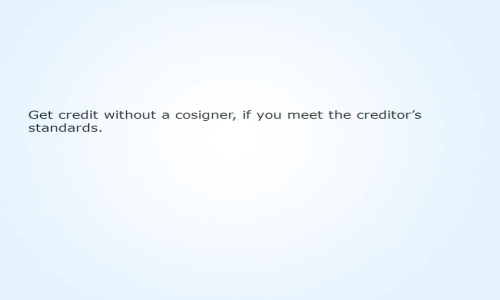 Get credit without a cosigner, if you meet the creditor’s
standards.